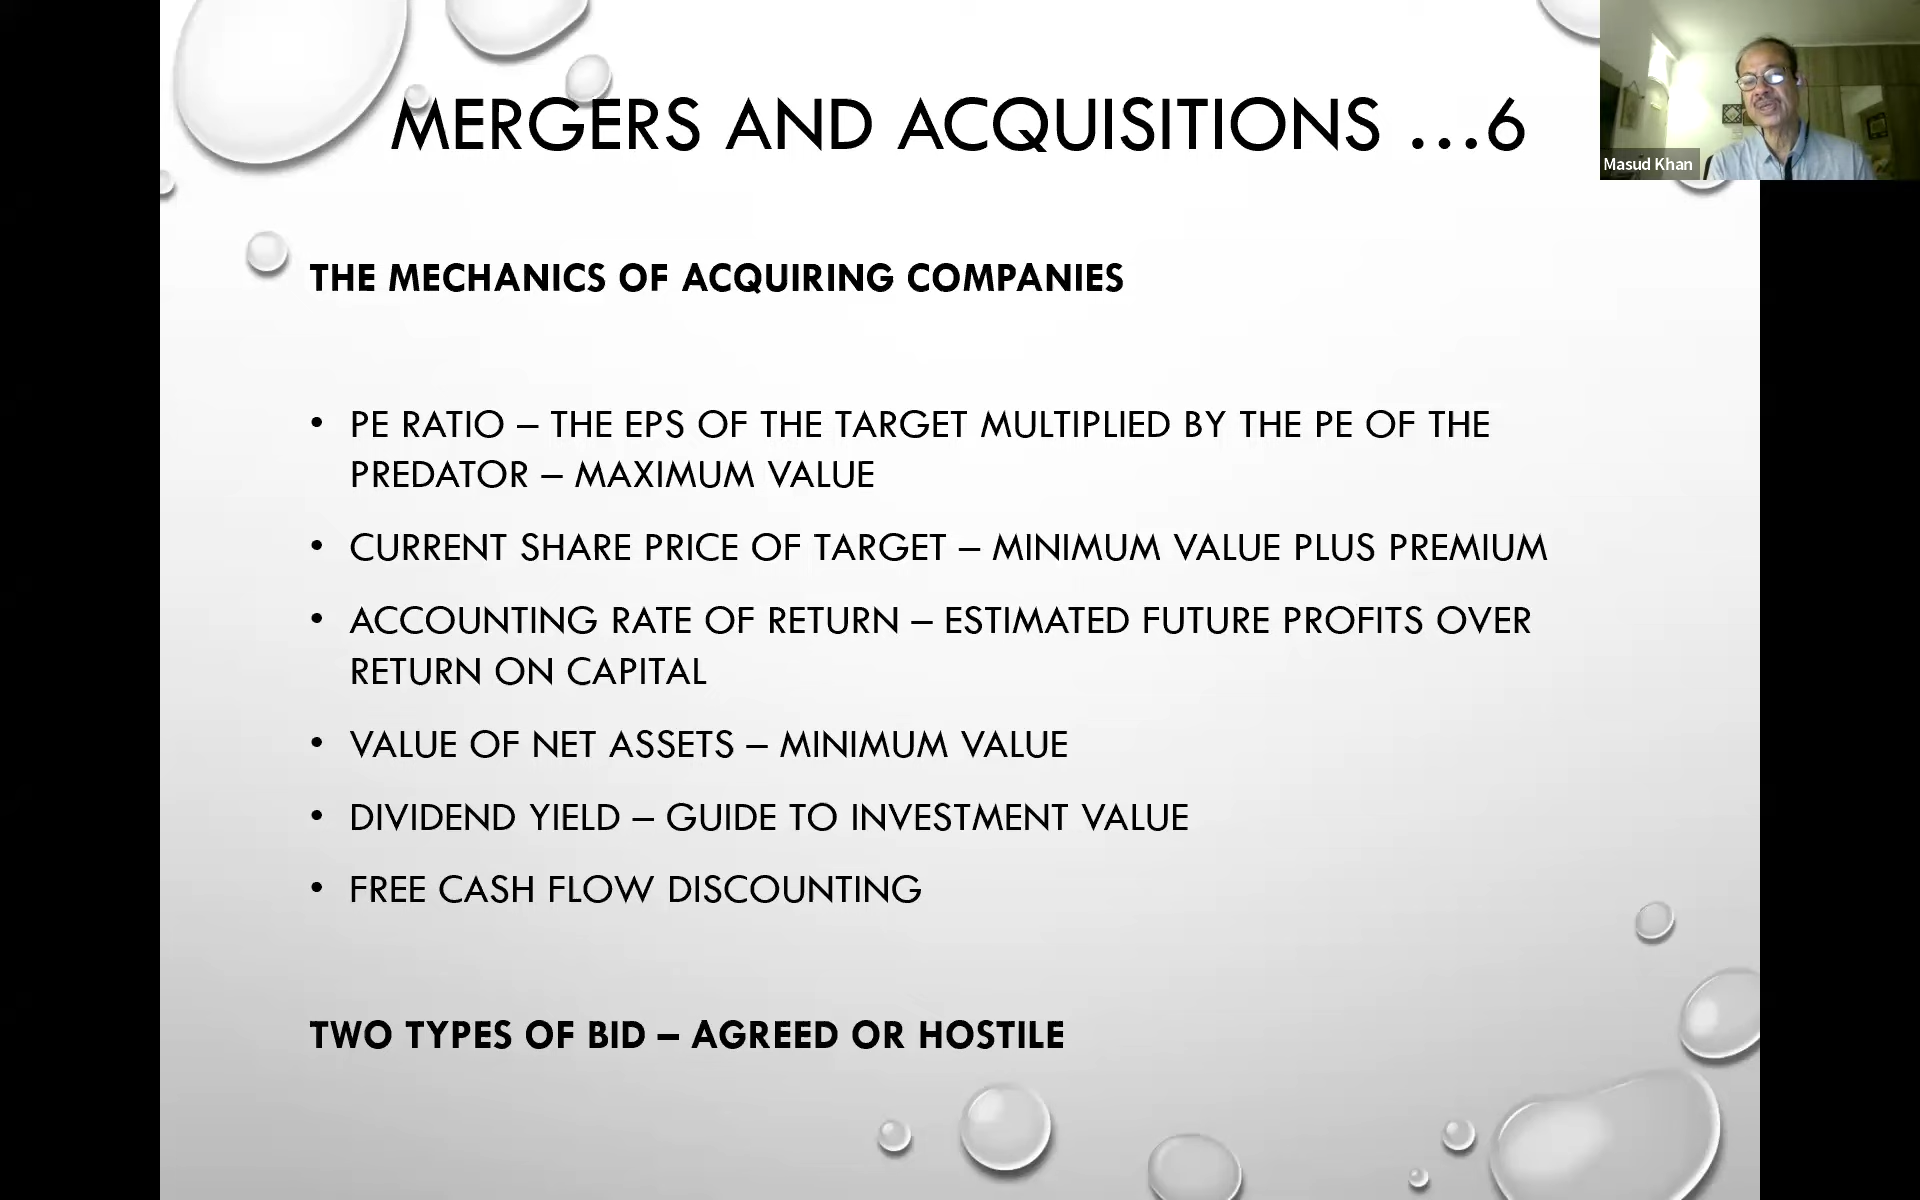 MERGERS AND ACQUISITIONS ...6
Masud Khan
THE MECHANICS OF ACQUIRING COMPANIES
• PE RATIO – THE EPS OF THE TARGET MULTIPLIED BY THE PE OF THE
PREDATOR – MAXIMUM VALUE
• CURRENT SHARE PRICE OF TARGET – MINIMUM VALUE PLUS PREMIUM
• ACCOUNTING RATE OF RETURN – ESTIMATED FUTURE PROFITS OVER
RETURN ON CAPITAL
• VALUE OF NET ASSETS – MINIMUM VALUE
• DIVIDEND YIELD – GUIDE TO INVESTMENT VALUE
• FREE CASH FLOW DISCOUNTING
TWO TYPES OF BID – AGREED OR HOSTILE